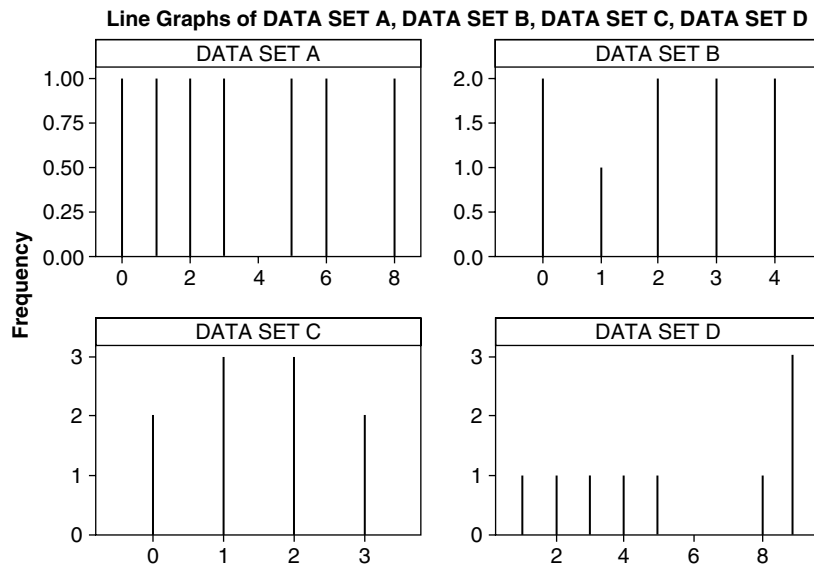 Line Graphs of DATA SET A, DATA SET B, DATA SET C, DATA SET D
Frequency
DATA SET A
1.00
0.75
0.50
0.25
0.00
0 2 4 6 8
DATA SET B
2.0
1.5
1.0
0.5
0.0
0 1 2 3 4
DATA SET C
3
2
1
0
0 1 2 3
DATA SET D
3
2
1
0
2 4 6 8